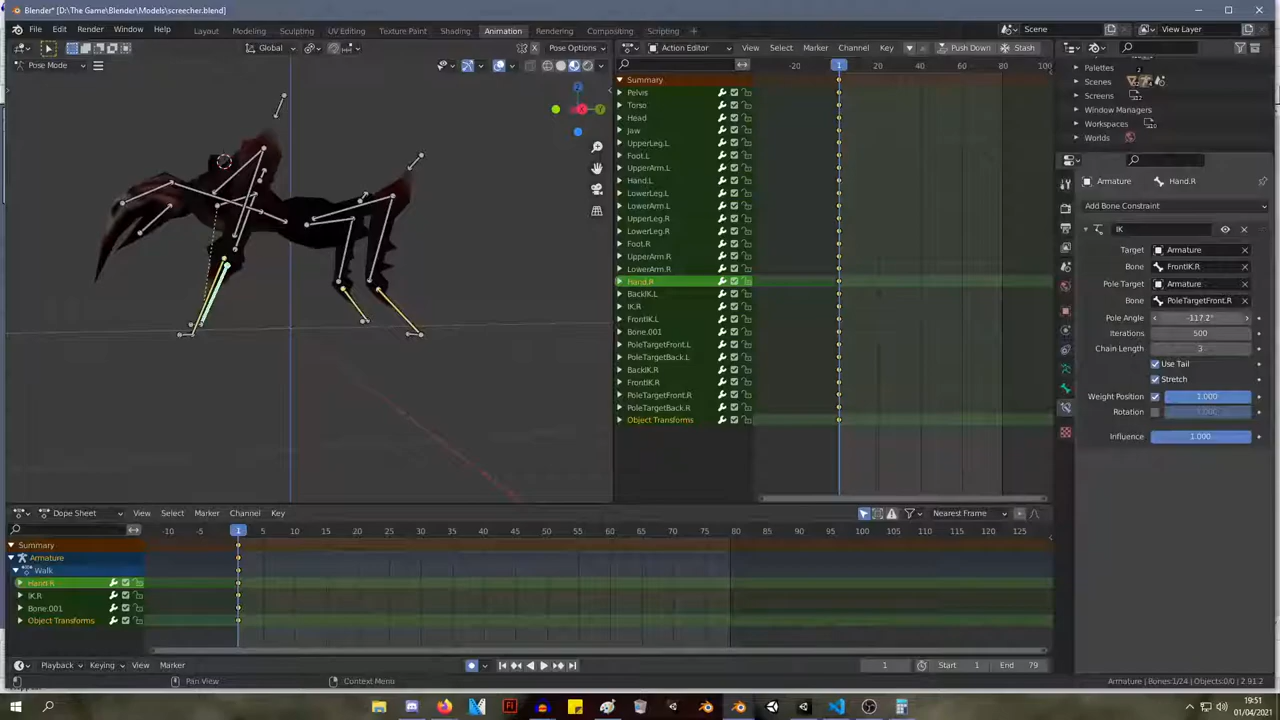 Blender* [D:\The Game\Blender\Models\screecher.blend]
File Edit Render Window Help
Layout Modeling Sculpting UV Editing Texture Paint Shading Animation Rendering Compositing Scripting
Scene
View Layer
Global
Pose Options
Action Editor
View Select Marker Channel Key
Push Down
Stash
Pose Mode
-20 1 20 40 60 80 100
Summary
Pelvis
Torso
Head
Jaw
UpperLeg.L
Foot.L
UpperArm.L
Hand.L
LowerLeg.L
LowerArm.L
UpperLeg.R
LowerLeg.R
Foot.R
UpperArm.R
LowerArm.R
Hand.R
BackIK.L
IK.R
FrontIK.L
Bone.001
PoleTargetFront.L
PoleTargetBack.L
BackIK.R
FrontIK.R
PoleTargetFront.R
PoleTargetBack.R
Object Transforms
Palettes
2
Scenes
Screens
Window Managers
Workspaces
Worlds
Armature Hand.R
Add Bone Constraint
IK
Target Armature
Bone FrontIK.R
Pole Target Armature
Bone PoleTargetFront.R
Pole Angle -117.2°
Iterations 500
Chain Length 3
Use Tail
Stretch
Weight Position 1.000
Rotation 1.000
Influence 1.000
Dope Sheet View Select Marker Channel Key
Nearest Frame
-10 -5 1 5 10 15 20 25 30 35 40 45 50 55 60 65 70 75 80 85 90 95 100 105 110 115 120 125
Summary
Armature
Walk
Hand.R
IK.R
Bone.001
Object Transforms
Playback Keying View Marker
1
Start 1
End 79
Pan View
Context Menu
Armature | Bones:1/24 | Objects:0/0 | 2.91.2
19:51
01/04/2021